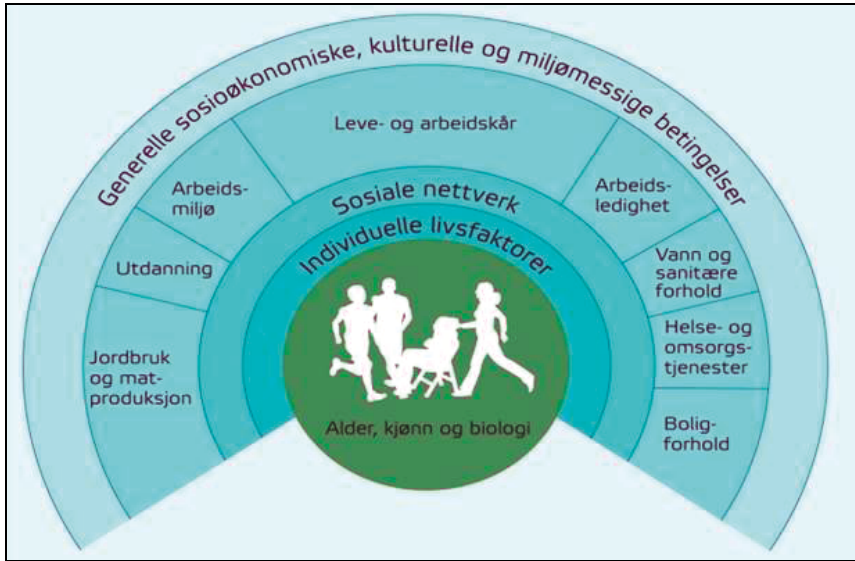 Generelle sosioøkonomiske, kulturelle og miljømessige betingelser
Leve- og arbeidskår
Arbeids-
miljø
Utdanning
Jordbruk
og mat-
produksjon
Arbeids-
ledighet
Vann og
sanitære
forhold
Helse- og
omsorgs-
tjenester
Bolig-
forhold
Sosiale nettverk
Individuelle livsfaktorer
Alder, kjønn og biologi